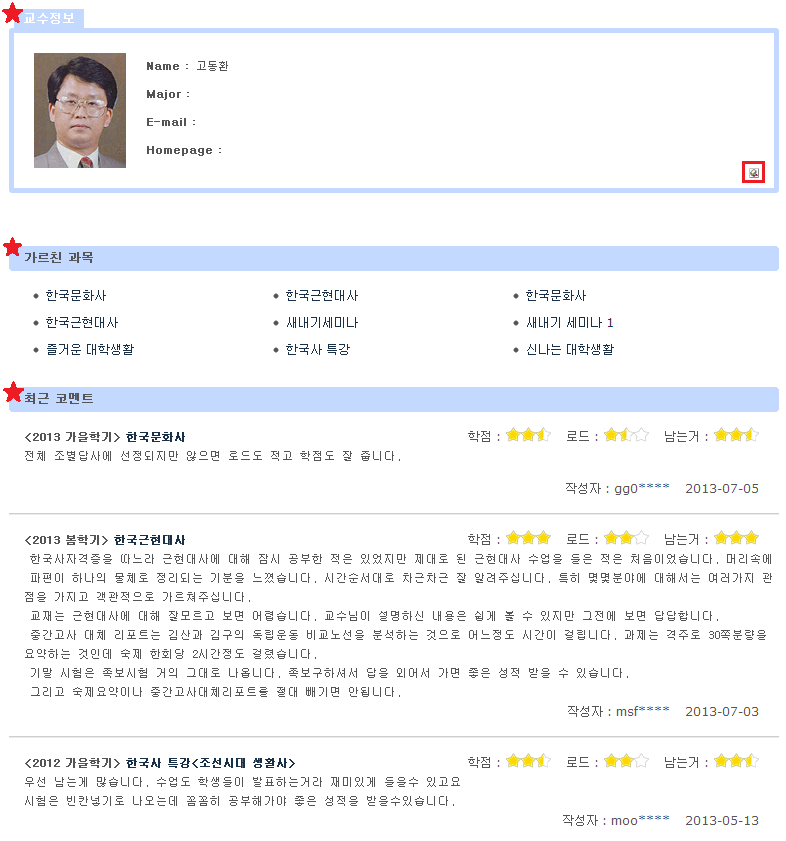 교수정보
Name : 고동환
Major :
E-mail :
Homepage :
가르친 과목
한국문화사 한국근현대사 한국문화사
한국근현대사 새내기세미나 새내기 세미나 1
즐거운 대학생활 한국사 특강 신나는 대학생활
최근 코멘트
<2013 가을학기> 한국문화사 학점 : 로드 : 남는거 :
전체 조별답사에 선정되지만 않으면 로드도 적고 학점도 잘 줍니다.
작성자 : gg0**** 2013-07-05
<2013 봄학기> 한국근현대사 학점 : 로드 : 남는거 :
한국사자격증을 따느라 근현대사에 대해 잠시 공부한 적은 있었지만 제대로 된 근현대사 수업을 들은 적은 처음이었습니다. 머리속에
파편이 하나의 물체로 정리되는 기분을 느꼈습니다. 시간순서대로 차근차근 잘 알려주십니다. 특히 몇몇분야에 대해서는 여러가지 관
점을 가지고 객관적으로 가르쳐주십니다.
교재는 근현대사에 대해 잘모르고 보면 어렵습니다. 교수님이 설명하신 내용은 쉽게 볼 수 있지만 그전에 보면 답답합니다.
중간고사 대체 리포트는 김산과 김구의 독립운동 비교노선을 분석하는 것으로 어느정도 시간이 걸립니다. 과제는 격주로 30쪽분량을
요약하는 것인데 숙제 한회당 2시간정도 걸렸습니다.
기말 시험은 족보시험 거의 그대로 나옵니다. 족보구하셔서 답을 외어서 가면 좋은 성적 받을 수 있습니다.
그리고 숙제요약이나 중간고사대체리포트를 절대 빼기면 안됩니다.
작성자 : msf**** 2013-07-03
<2012 가을학기> 한국사 특강<조선시대 생활사> 학점 : 로드 : 남는거 :
우선 남는게 많습니다. 수업도 학생들이 발표하는거라 재미있게 들을수 있고요
시험은 빈칸넣기로 나오는데 꼼꼼히 공부해가야 좋은 성적을 받을수있습니다.
작성자 : moo**** 2013-05-13